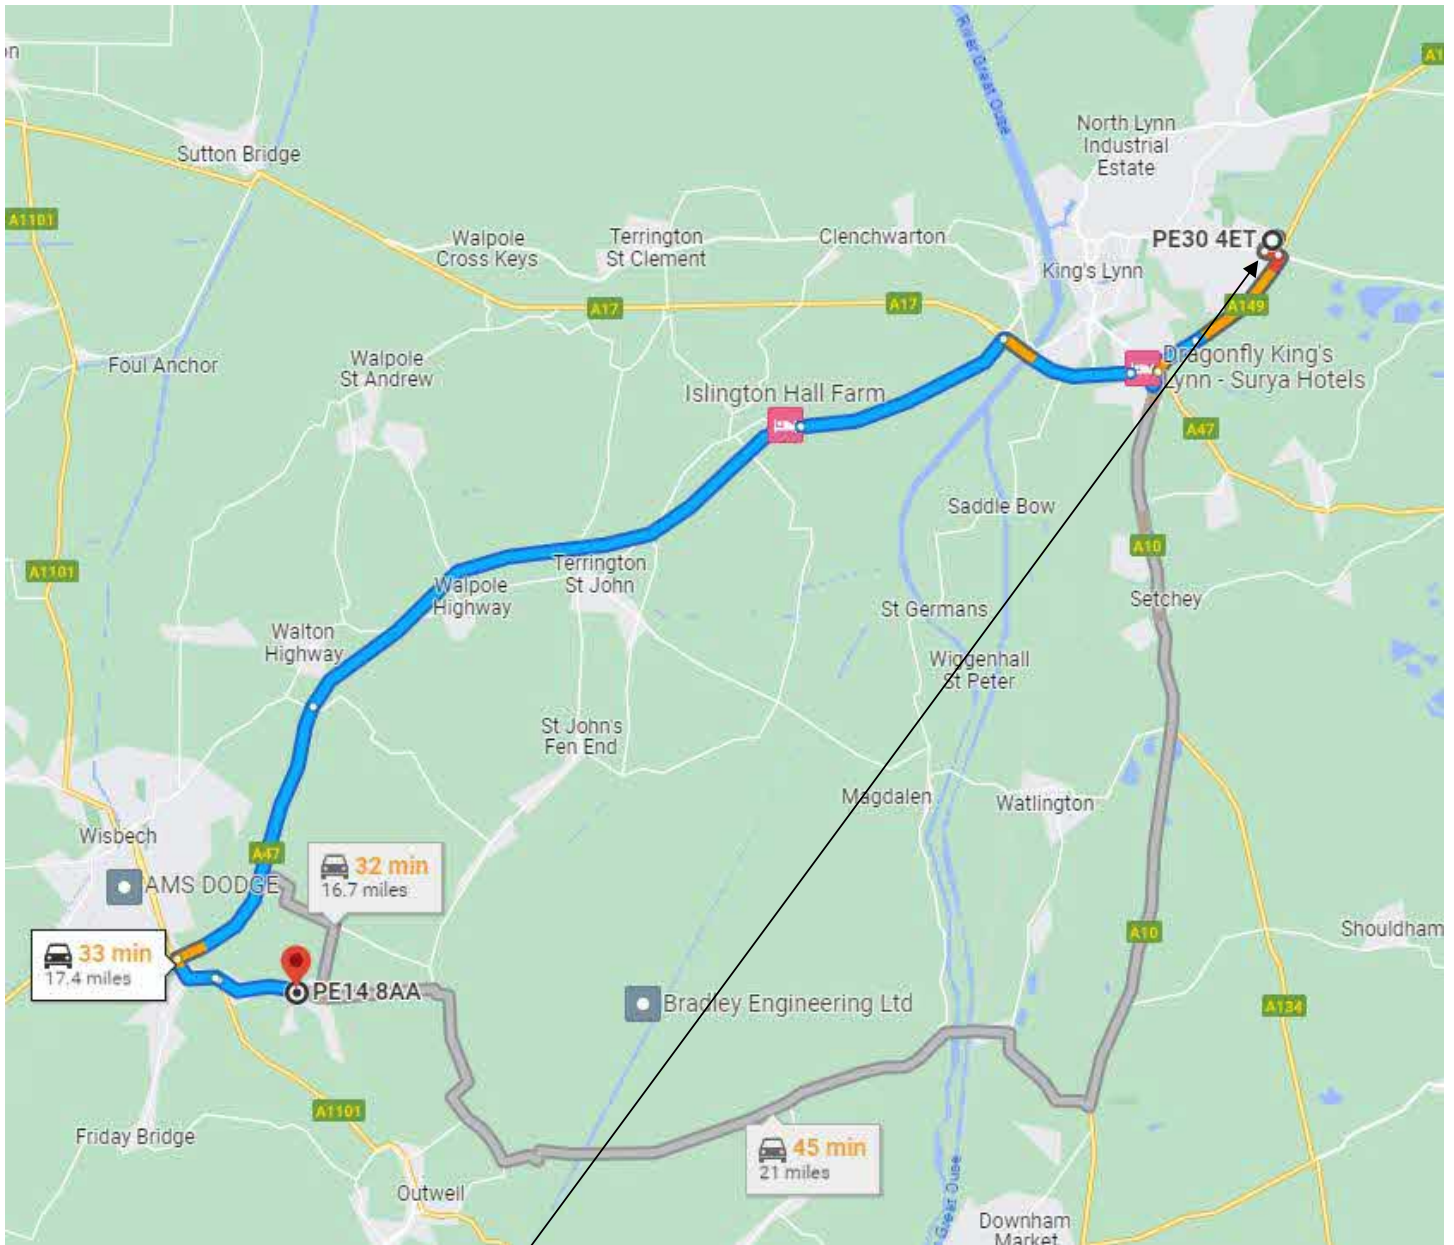 A1
River Great Ouse
North Lynn
Industrial
Estate
Sutton Bridge
A1101
Walpole
Cross Keys
Terrington
St Clement
Clenchwarton
PE30 4ET
King's Lynn
A17
A17
A149
Foul Anchor
Walpole
St Andrew
Dragonfly King's
Lynn - Surya Hotels
Islington Hall Farm
A47
Saddle Bow
A10
A1101
Terrington
St John
Walpole
Highway
Setchey
St Germans
Walton
Highway
Wiggenhall
St Peter
St John's
Fen End
Magdalen
Watlington
Wisbech
A47
32 min
16.7 miles
AMS DODGE
A10
Shouldham
33 min
17.4 miles
PE14 8AA
Bradley Engineering Ltd
A134
A1101
Friday Bridge
45 min
21 miles
Outwell
Great Ouse
Downham
Market